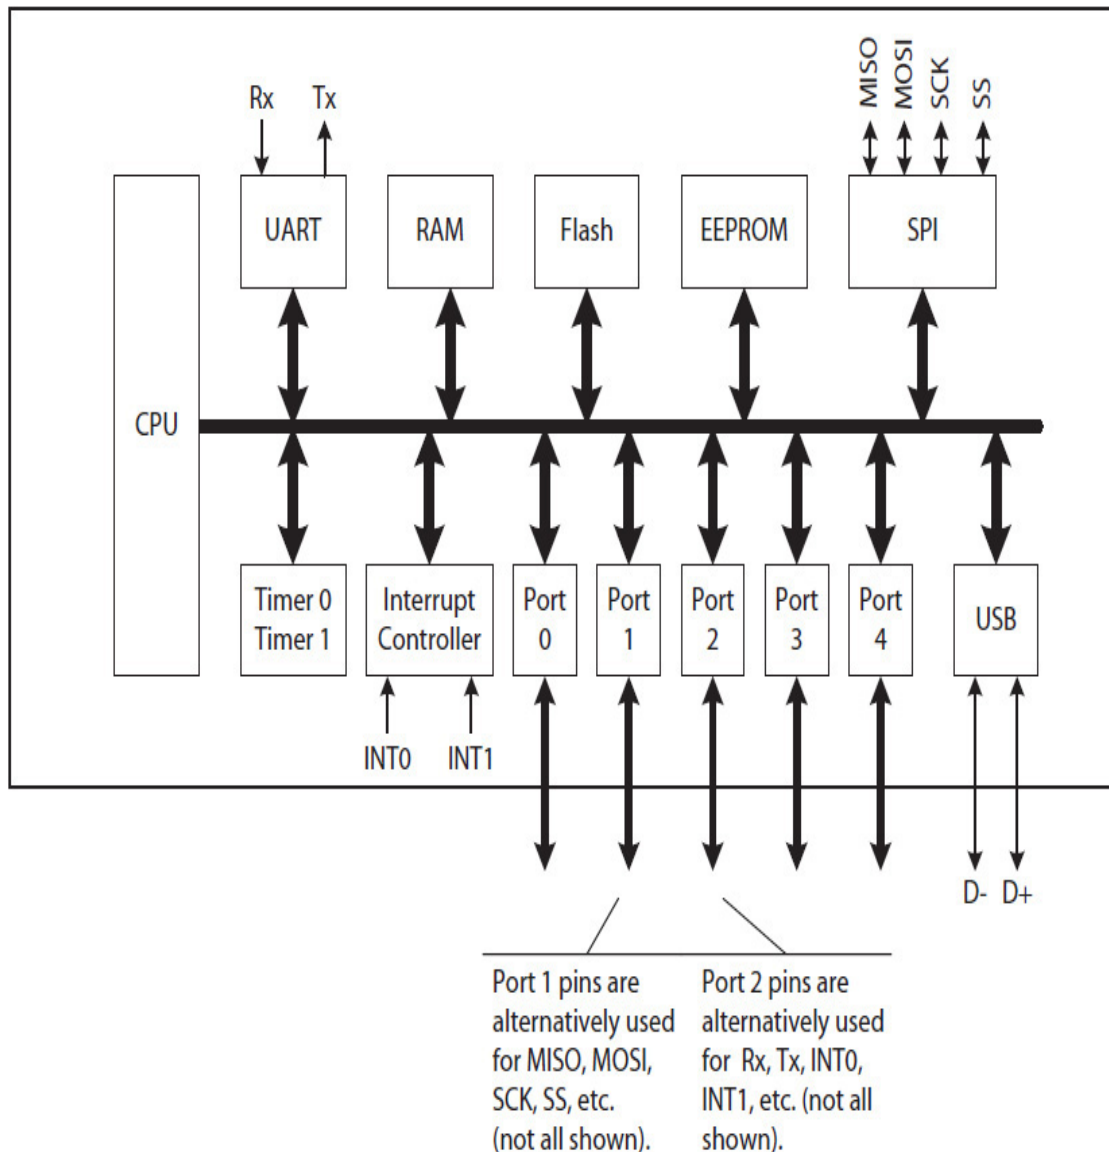 MISO
MOSI
SCK
SS
Rx Tx
UART
RAM
Flash
EEPROM
SPI
CPU
Timer 0
Timer 1
Interrupt
Controller
Port
0
Port
1
Port
2
Port
3
Port
4
USB
INT0 INT1
D- D+
Port 1 pins are
alternatively used
for MISO, MOSI,
SCK, SS, etc.
(not all shown).
Port 2 pins are
alternatively used
for Rx, Tx, INT0,
INT1, etc. (not all
shown).